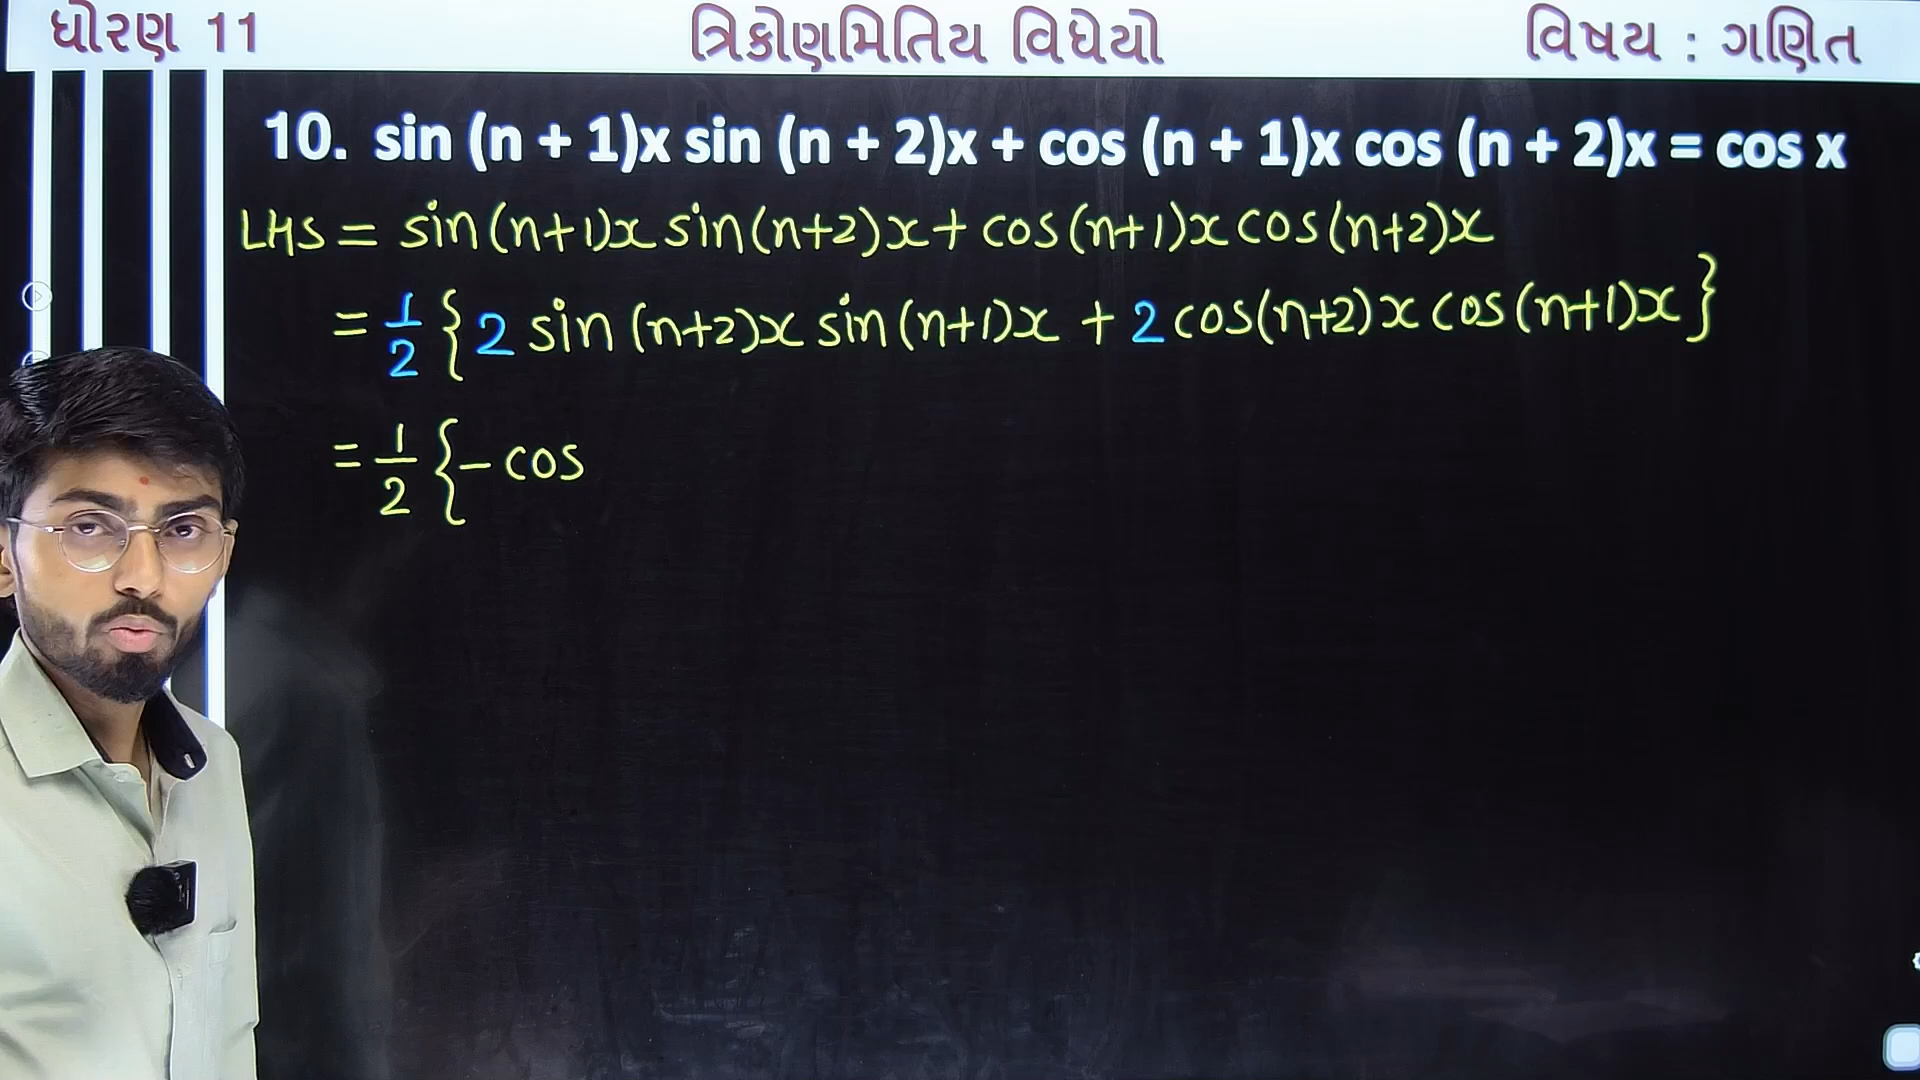 ધોરણ 11 ત્રિકોણમિતિય વિધેયો વિષય : ગણિત
10. sin (n + 1)x sin (n + 2)x + cos (n + 1)x cos (n + 2)x = cos x
LHS = sin(n+1)x sin(n+2)x + cos(n+1)x cos(n+2)x
= 1/2 { 2 sin (n+2)x sin(n+1)x + 2 cos(n+2)x cos(n+1)x }
= 1/2 { - cos